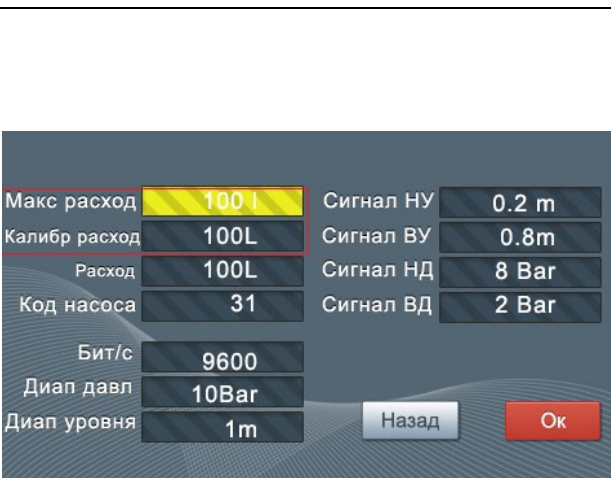 Макс расход 100 l
Калибр расход 100L
Расход 100L
Код насоса 31
Бит/с 9600
Диап давл 10Bar
Диап уровня 1m
Сигнал НУ 0.2 m
Сигнал ВУ 0.8m
Сигнал НД 8 Bar
Сигнал ВД 2 Bar
Назад
Ок